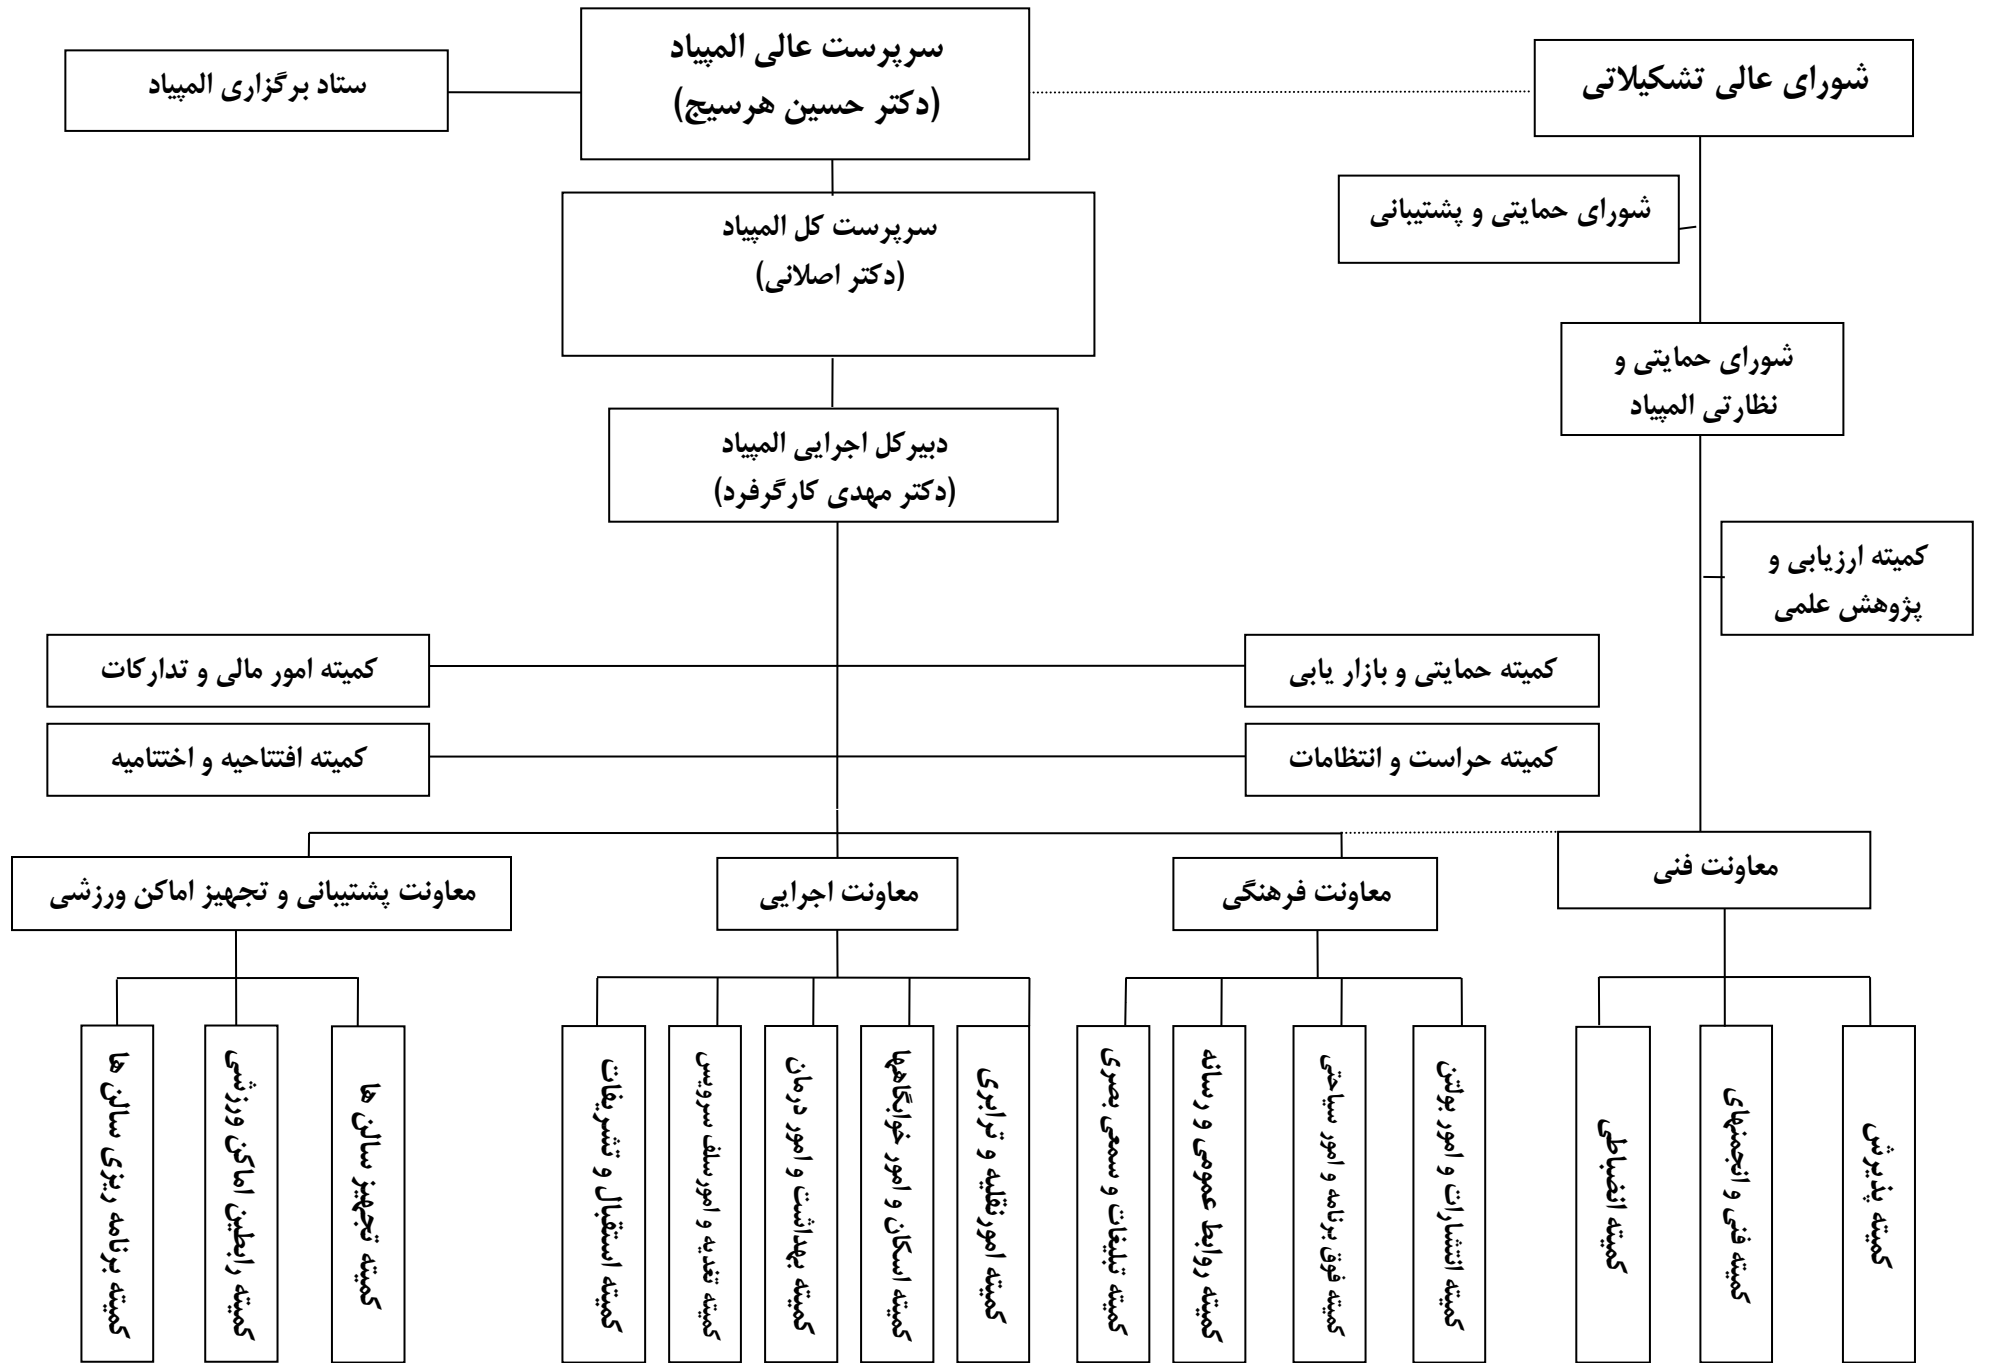 سرپرست عالی المپیاد
(دکتر حسین هرسیج)
شورای عالی تشکیلاتی
ستاد برگزاری المپیاد
شورای حمایتی و پشتیبانی
سرپرست کل المپیاد
(دکتر اصلانی)
شورای حمایتی و
نظارتی المپیاد
دبیرکل اجرایی المپیاد
(دکتر مهدی کارگرفرد)
کمیته ارزیابی و
پژوهش علمی
کمیته حمایتی و بازار یابی
کمیته امور مالی و تدارکات
کمیته حراست و انتظامات
کمیته افتتاحیه و اختتامیه
معاونت فنی
معاونت فرهنگی
معاونت اجرایی
معاونت پشتیبانی و تجهیز اماکن ورزشی
کمیته پذیرش
کمیته فنی و انجمنهای
کمیته انضباطی
کمیته انتشارات و امور بولتن
کمیته فوق برنامه و امور سیاحتی
کمیته روابط عمومی و رسانه
کمیته تبلیغات و سمعی بصری
کمیته امورنقلیه و ترابری
کمیته اسکان و امور خوابگاهها
کمیته بهداشت و امور درمان
کمیته تغدیه و امورسلف سرویس
کمیته استقبال و تشریفات
کمیته تجهیز سالن ها
کمیته رابطین اماکن ورزشی
کمیته برنامه ریزی سالن ها